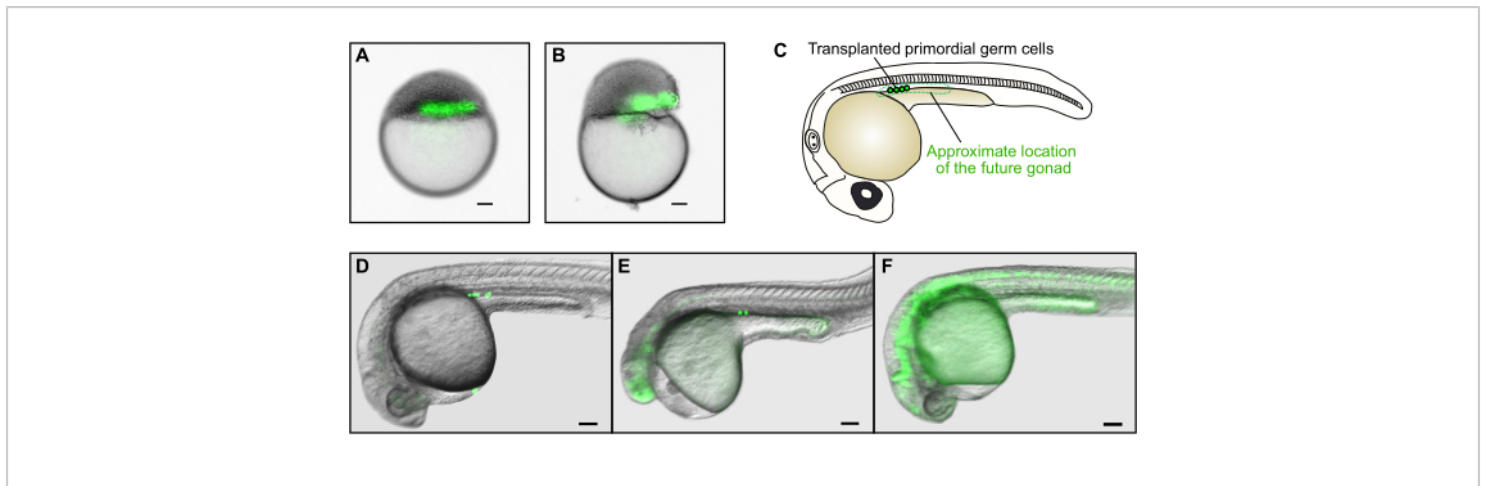 A
B
C
Transplanted primordial germ cells
Approximate location
of the future gonad
D
E
F